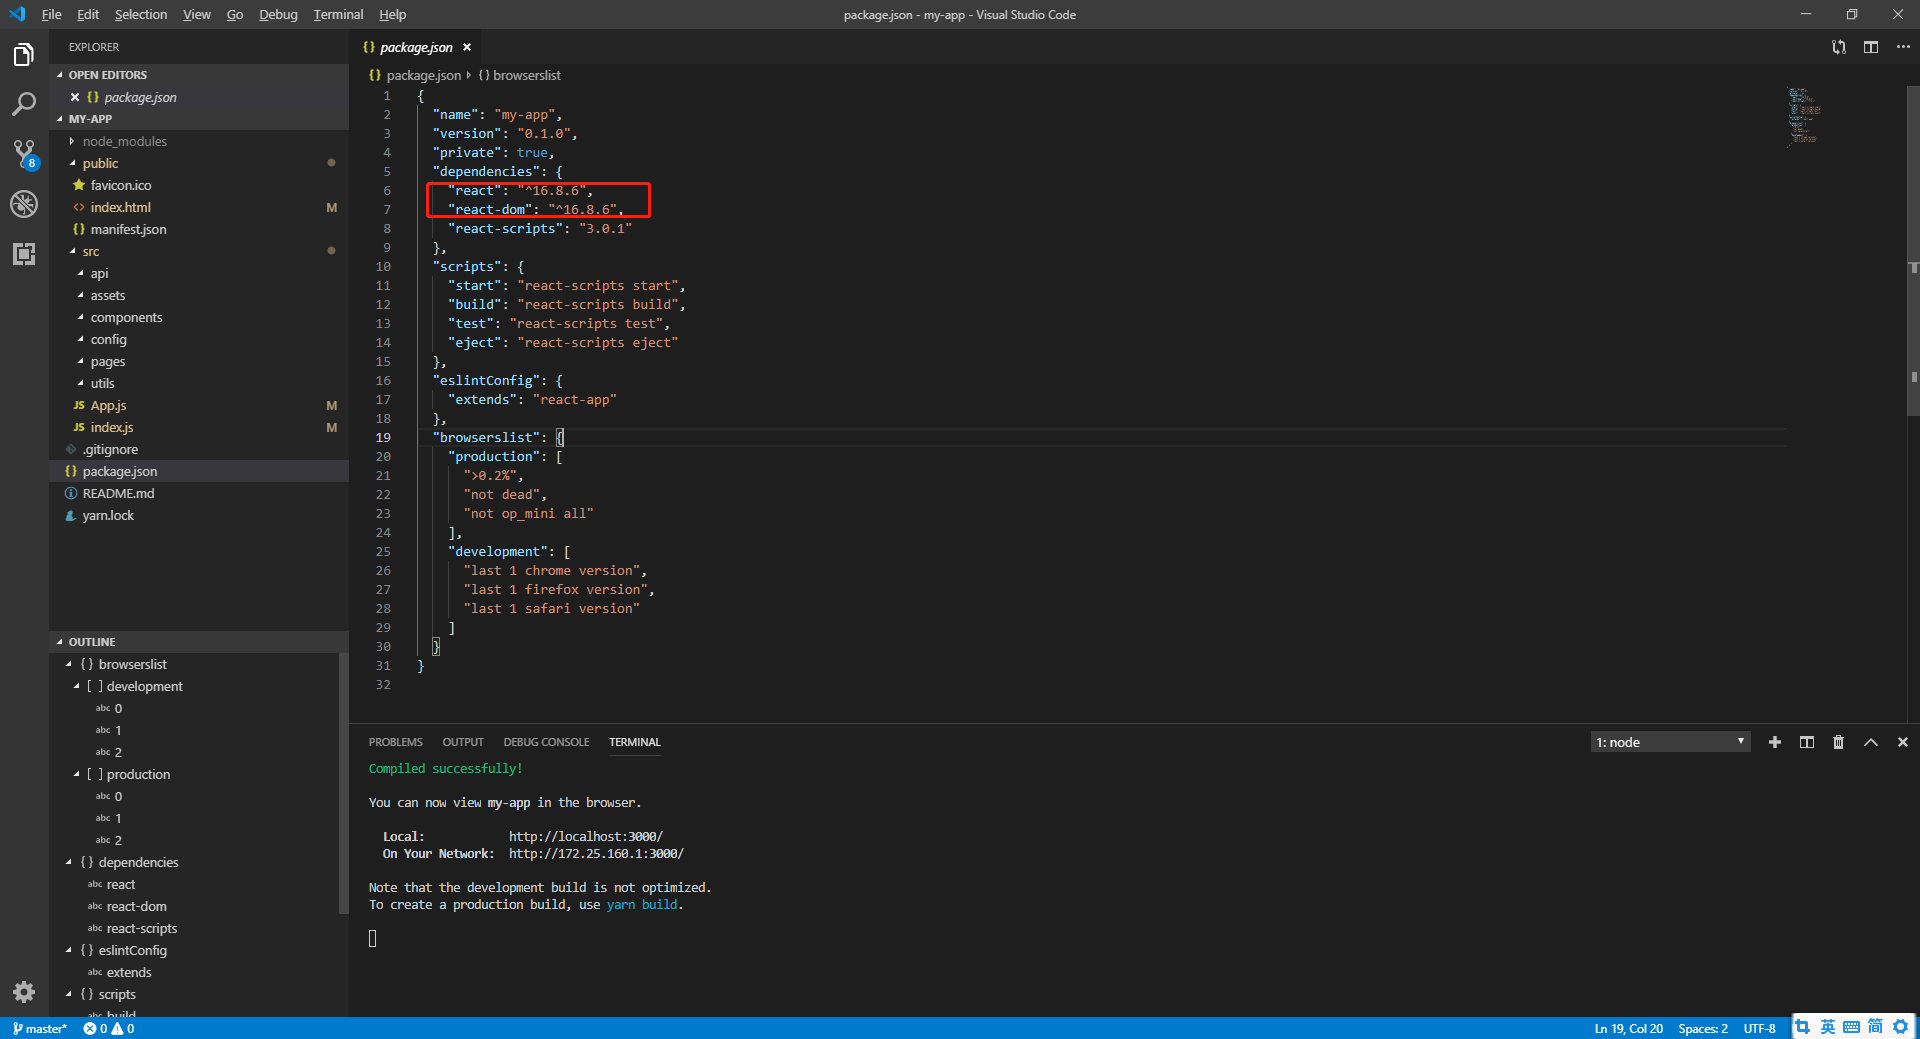 File Edit Selection View Go Debug Terminal Help
package.json - my-app - Visual Studio Code
EXPLORER
OPEN EDITORS
package.json
MY-APP
node_modules
public
favicon.ico
index.html M
manifest.json
src
api
assets
components
config
pages
utils
JS App.js M
JS index.js M
.gitignore
{} package.json
README.md
yarn.lock
8
OUTLINE
{ } browserslist
[ ] development
abc 0
abc 1
abc 2
[ ] production
abc 0
abc 1
abc 2
{ } dependencies
abc react
abc react-dom
abc react-scripts
{ } eslintConfig
abc extends
{ } scripts
abc build
{} package.json
{} package.json { } browserslist
1 {
2 "name": "my-app",
3 "version": "0.1.0",
4 "private": true,
5 "dependencies": {
6 "react": "^16.8.6",
7 "react-dom": "^16.8.6",
8 "react-scripts": "3.0.1"
9 },
10 "scripts": {
11 "start": "react-scripts start",
12 "build": "react-scripts build",
13 "test": "react-scripts test",
14 "eject": "react-scripts eject"
15 },
16 "eslintConfig": {
17 "extends": "react-app"
18 },
19 "browserslist": {
20 "production": [
21 ">0.2%",
22 "not dead",
23 "not op_mini all"
24 ],
25 "development": [
26 "last 1 chrome version",
27 "last 1 firefox version",
28 "last 1 safari version"
29 ]
30 }
31 }
32
PROBLEMS OUTPUT DEBUG CONSOLE TERMINAL
1: node
Compiled successfully!
You can now view my-app in the browser.
Local: http://localhost:3000/
On Your Network: http://172.25.160.1:3000/
Note that the development build is not optimized.
To create a production build, use yarn build.
master* 0 0
Ln 19, Col 20 Spaces: 2 UTF-8
英 简